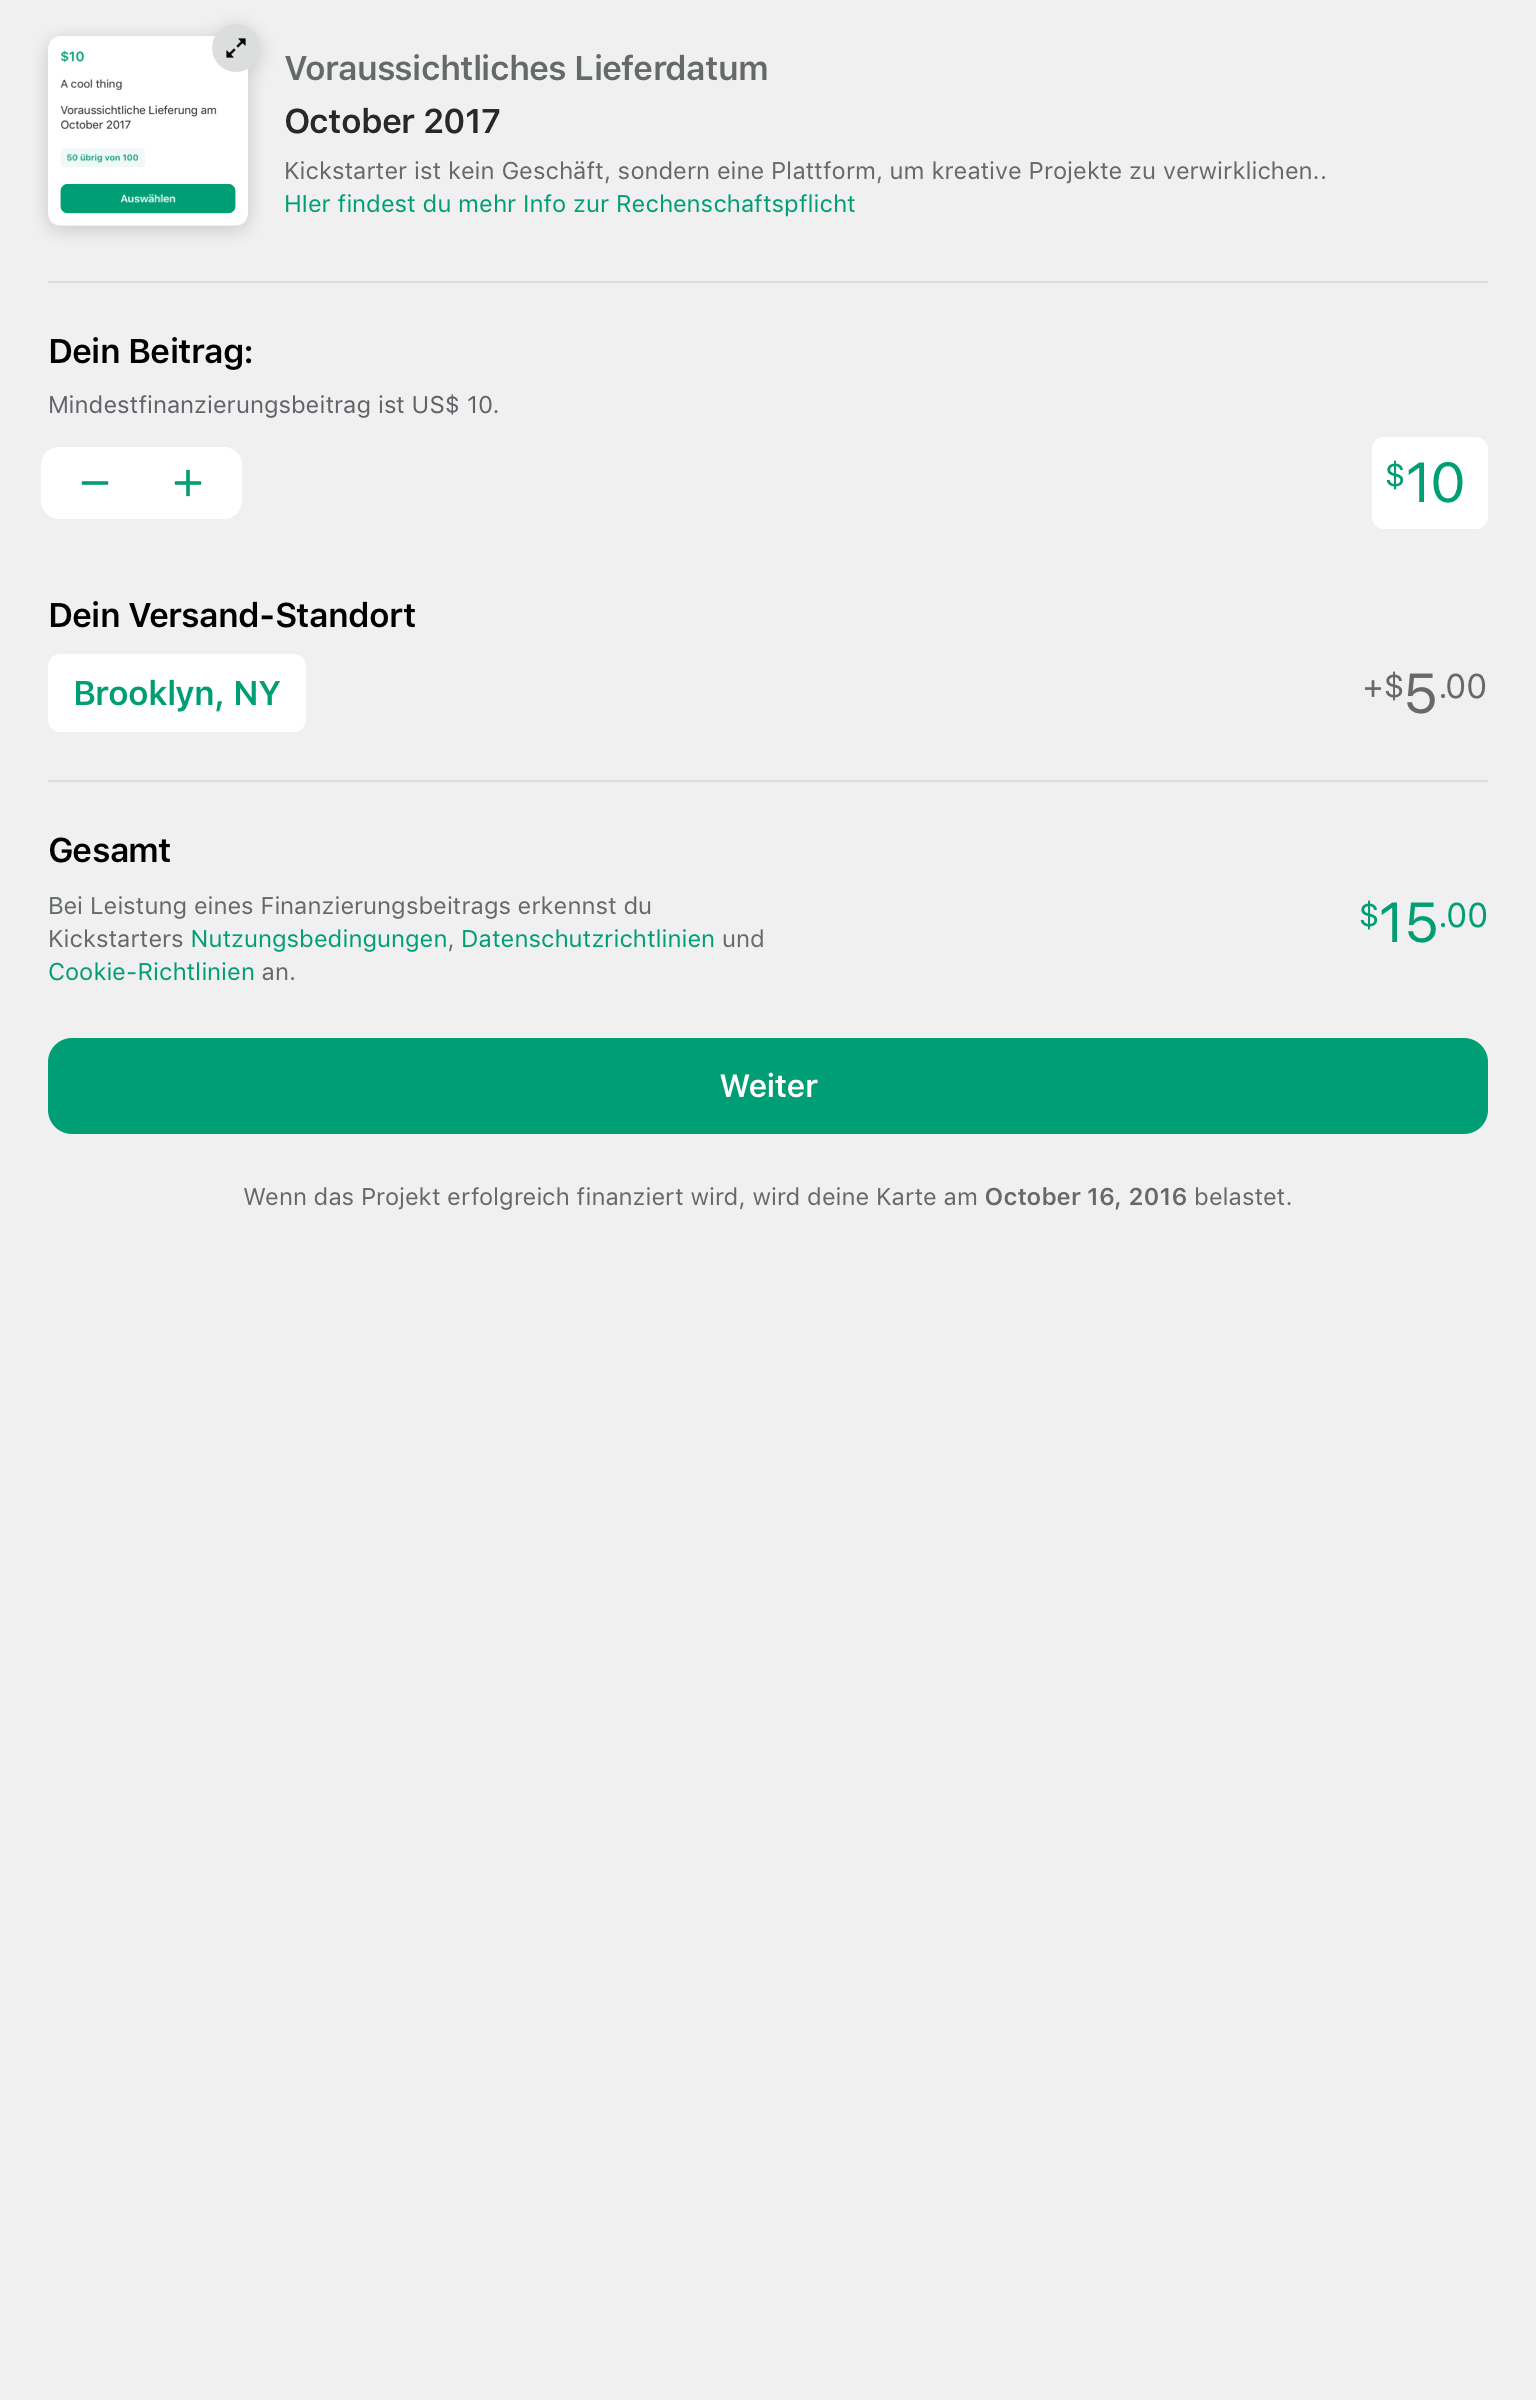 $10
A cool thing
Voraussichtliche Lieferung am
October 2017
50 übrig von 100
Auswählen
Voraussichtliches Lieferdatum
October 2017
Kickstarter ist kein Geschäft, sondern eine Plattform, um kreative Projekte zu verwirklichen..
HIer findest du mehr Info zur Rechenschaftspflicht
Dein Beitrag:
Mindestfinanzierungsbeitrag ist US$ 10.
$10
Dein Versand-Standort
Brooklyn, NY
+$5.00
Gesamt
Bei Leistung eines Finanzierungsbeitrags erkennst du
Kickstarters Nutzungsbedingungen, Datenschutzrichtlinien und
Cookie-Richtlinien an.
$15.00
Weiter
Wenn das Projekt erfolgreich finanziert wird, wird deine Karte am October 16, 2016 belastet.